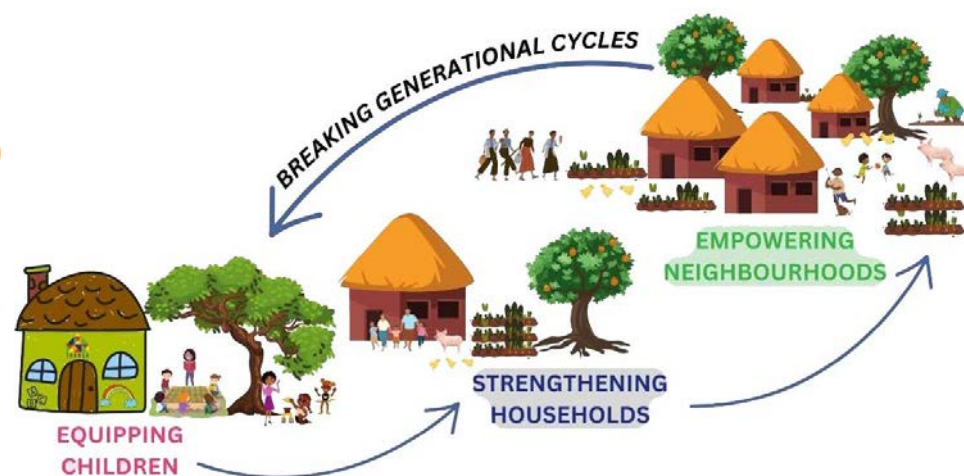 BREAKING GENERATIONAL CYCLES
EMPOWERING
NEIGHBOURHOODS
STRENGTHENING
HOUSEHOLDS
EQUIPPING
CHILDREN